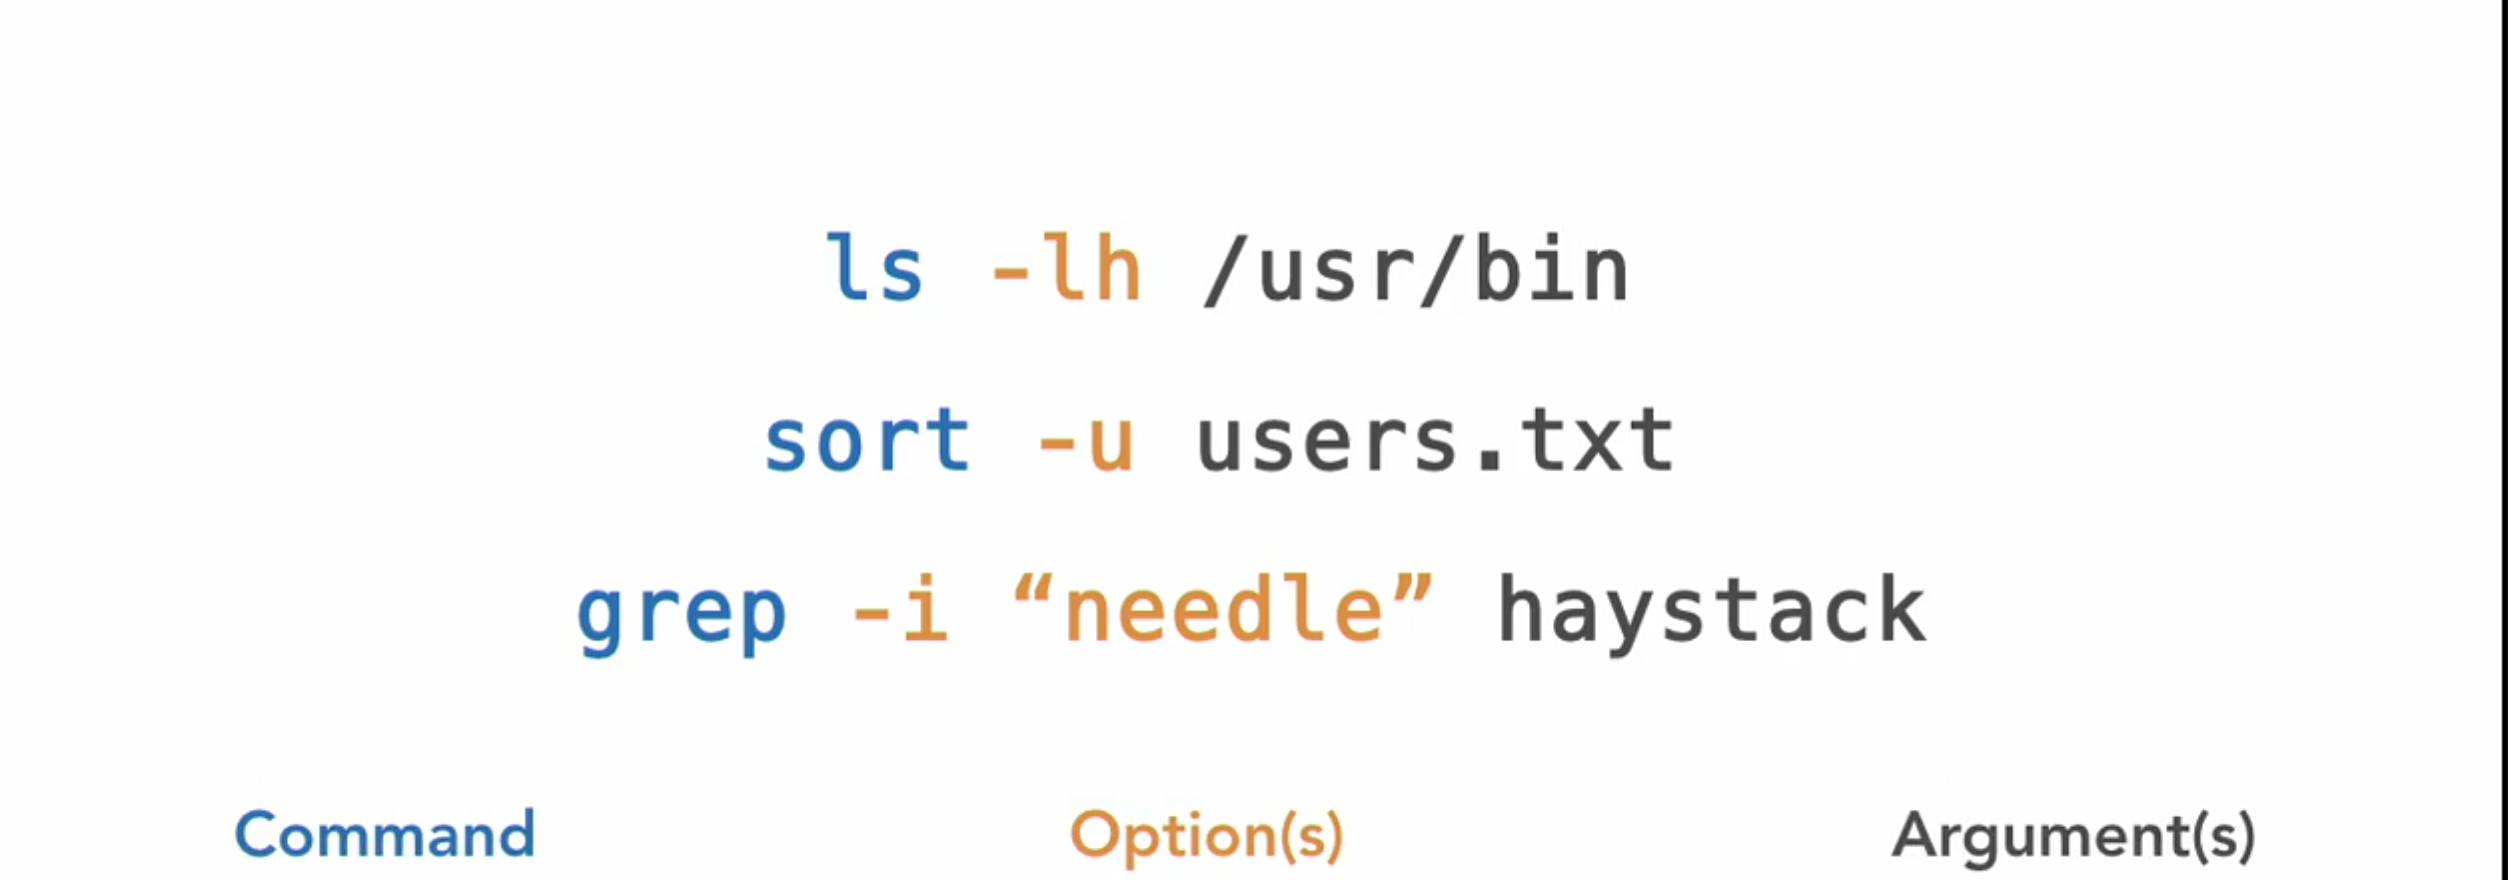 ls -lh /usr/bin
sort -u users.txt
grep -i “needle” haystack
Command Option(s) Argument(s)